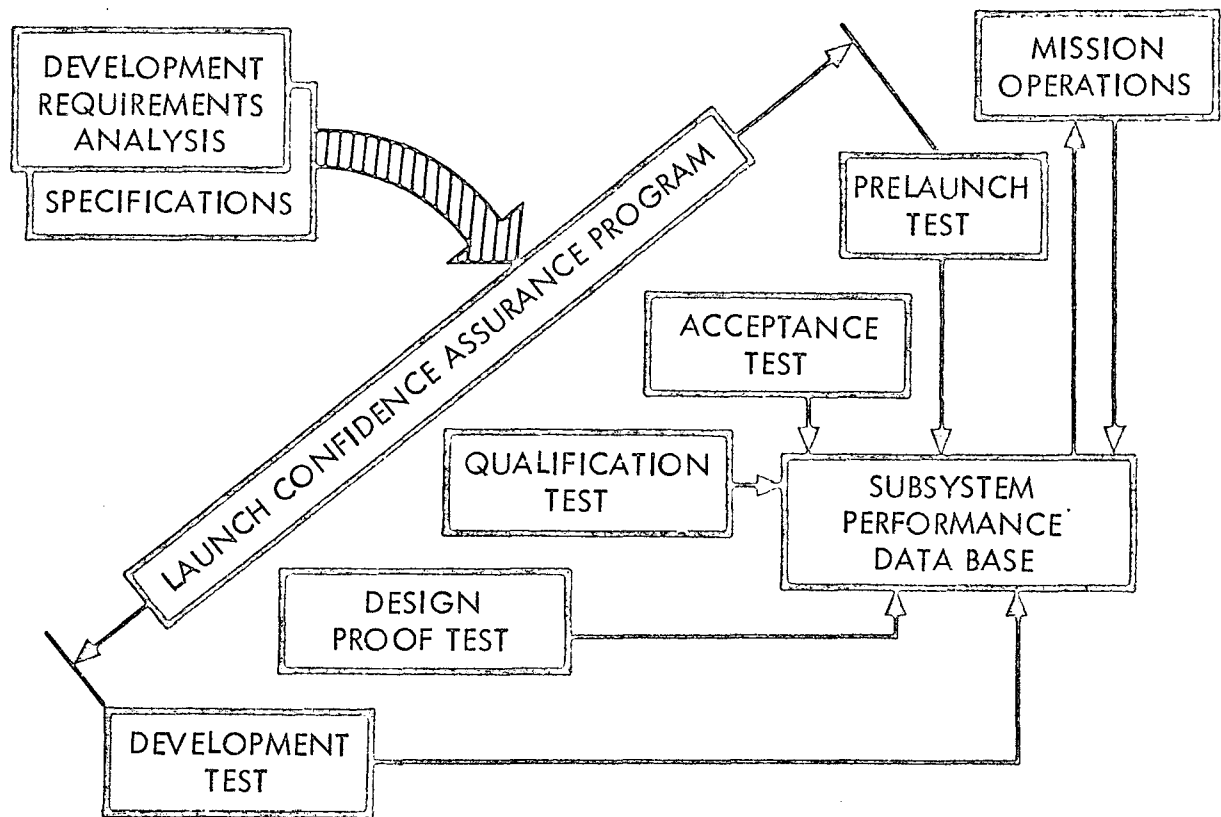 DEVELOPMENT
REQUIREMENTS
ANALYSIS
SPECIFICATIONS
LAUNCH CONFIDENCE ASSURANCE PROGRAM
MISSION
OPERATIONS
PRELAUNCH
TEST
ACCEPTANCE
TEST
QUALIFICATION
TEST
SUBSYSTEM
PERFORMANCE
DATA BASE
DESIGN
PROOF TEST
DEVELOPMENT
TEST